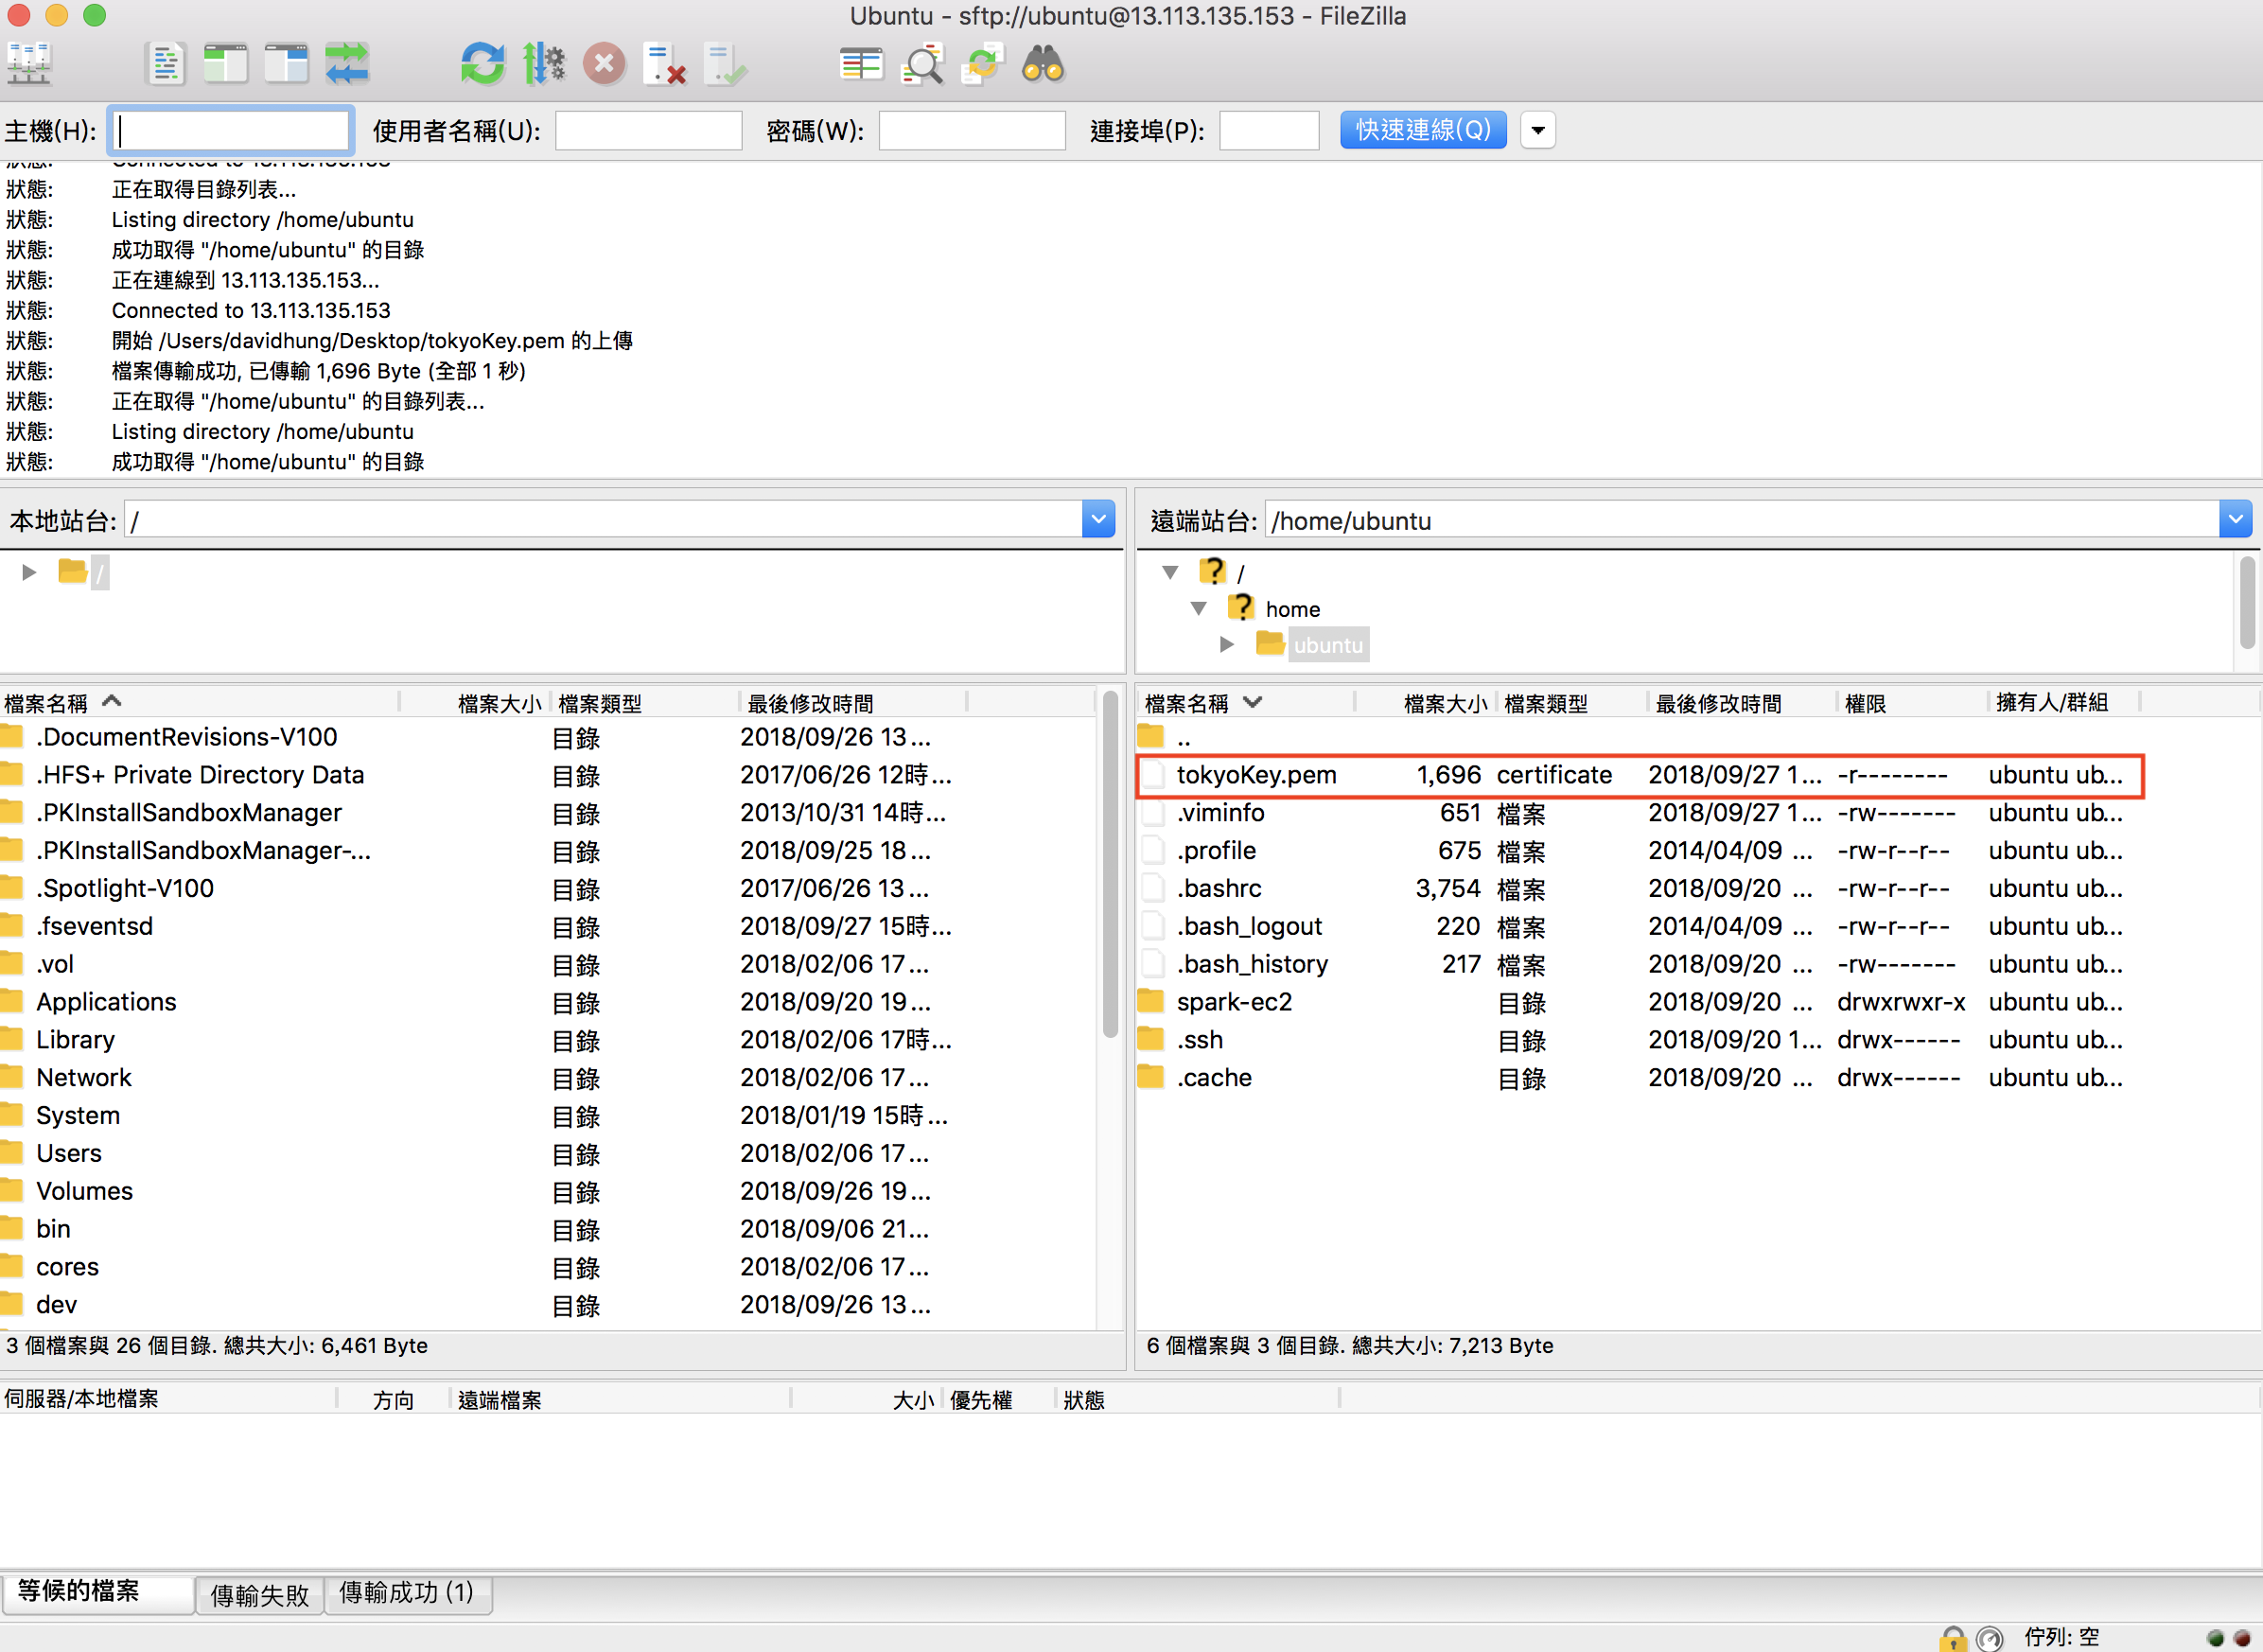 Ubuntu - sftp://ubuntu@13.113.135.153 - FileZilla
主機(H): 使用者名稱(U): 密碼(W): 連接埠(P): 快速連線(Q)
狀態: Connected to 13.113.135.153
狀態: 正在取得目錄列表...
狀態: Listing directory /home/ubuntu
狀態: 成功取得 "/home/ubuntu" 的目錄
狀態: 正在連線到 13.113.135.153...
狀態: Connected to 13.113.135.153
狀態: 開始 /Users/davidhung/Desktop/tokyoKey.pem 的上傳
狀態: 檔案傳輸成功, 已傳輸 1,696 Byte (全部 1 秒)
狀態: 正在取得 "/home/ubuntu" 的目錄列表...
狀態: Listing directory /home/ubuntu
狀態: 成功取得 "/home/ubuntu" 的目錄
本地站台: /
/
檔案名稱 檔案大小 檔案類型 最後修改時間
.DocumentRevisions-V100 目錄 2018/09/26 13...
.HFS+ Private Directory Data 目錄 2017/06/26 12時...
.PKInstallSandboxManager 目錄 2013/10/31 14時...
.PKInstallSandboxManager-... 目錄 2018/09/25 18...
.Spotlight-V100 目錄 2017/06/26 13...
.fseventsd 目錄 2018/09/27 15時...
.vol 目錄 2018/02/06 17...
Applications 目錄 2018/09/20 19...
Library 目錄 2018/02/06 17時...
Network 目錄 2018/02/06 17...
System 目錄 2018/01/19 15時...
Users 目錄 2018/02/06 17...
Volumes 目錄 2018/09/26 19...
bin 目錄 2018/09/06 21...
cores 目錄 2018/02/06 17...
dev 目錄 2018/09/26 13...
3 個檔案與 26 個目錄. 總共大小: 6,461 Byte
遠端站台: /home/ubuntu
/
home
ubuntu
檔案名稱 檔案大小 檔案類型 最後修改時間 權限 擁有人/群組
..
tokyoKey.pem 1,696 certificate 2018/09/27 1... -r-------- ubuntu ub...
.viminfo 651 檔案 2018/09/27 1... -rw------- ubuntu ub...
.profile 675 檔案 2014/04/09 ... -rw-r--r-- ubuntu ub...
.bashrc 3,754 檔案 2018/09/20 ... -rw-r--r-- ubuntu ub...
.bash_logout 220 檔案 2014/04/09 ... -rw-r--r-- ubuntu ub...
.bash_history 217 檔案 2018/09/20 ... -rw------- ubuntu ub...
spark-ec2 目錄 2018/09/20 ... drwxrwxr-x ubuntu ub...
.ssh 目錄 2018/09/20 1... drwx------ ubuntu ub...
.cache 目錄 2018/09/20 ... drwx------ ubuntu ub...
6 個檔案與 3 個目錄. 總共大小: 7,213 Byte
伺服器/本地檔案 方向 遠端檔案 大小 優先權 狀態
等候的檔案 傳輸失敗 傳輸成功 (1)
佇列: 空